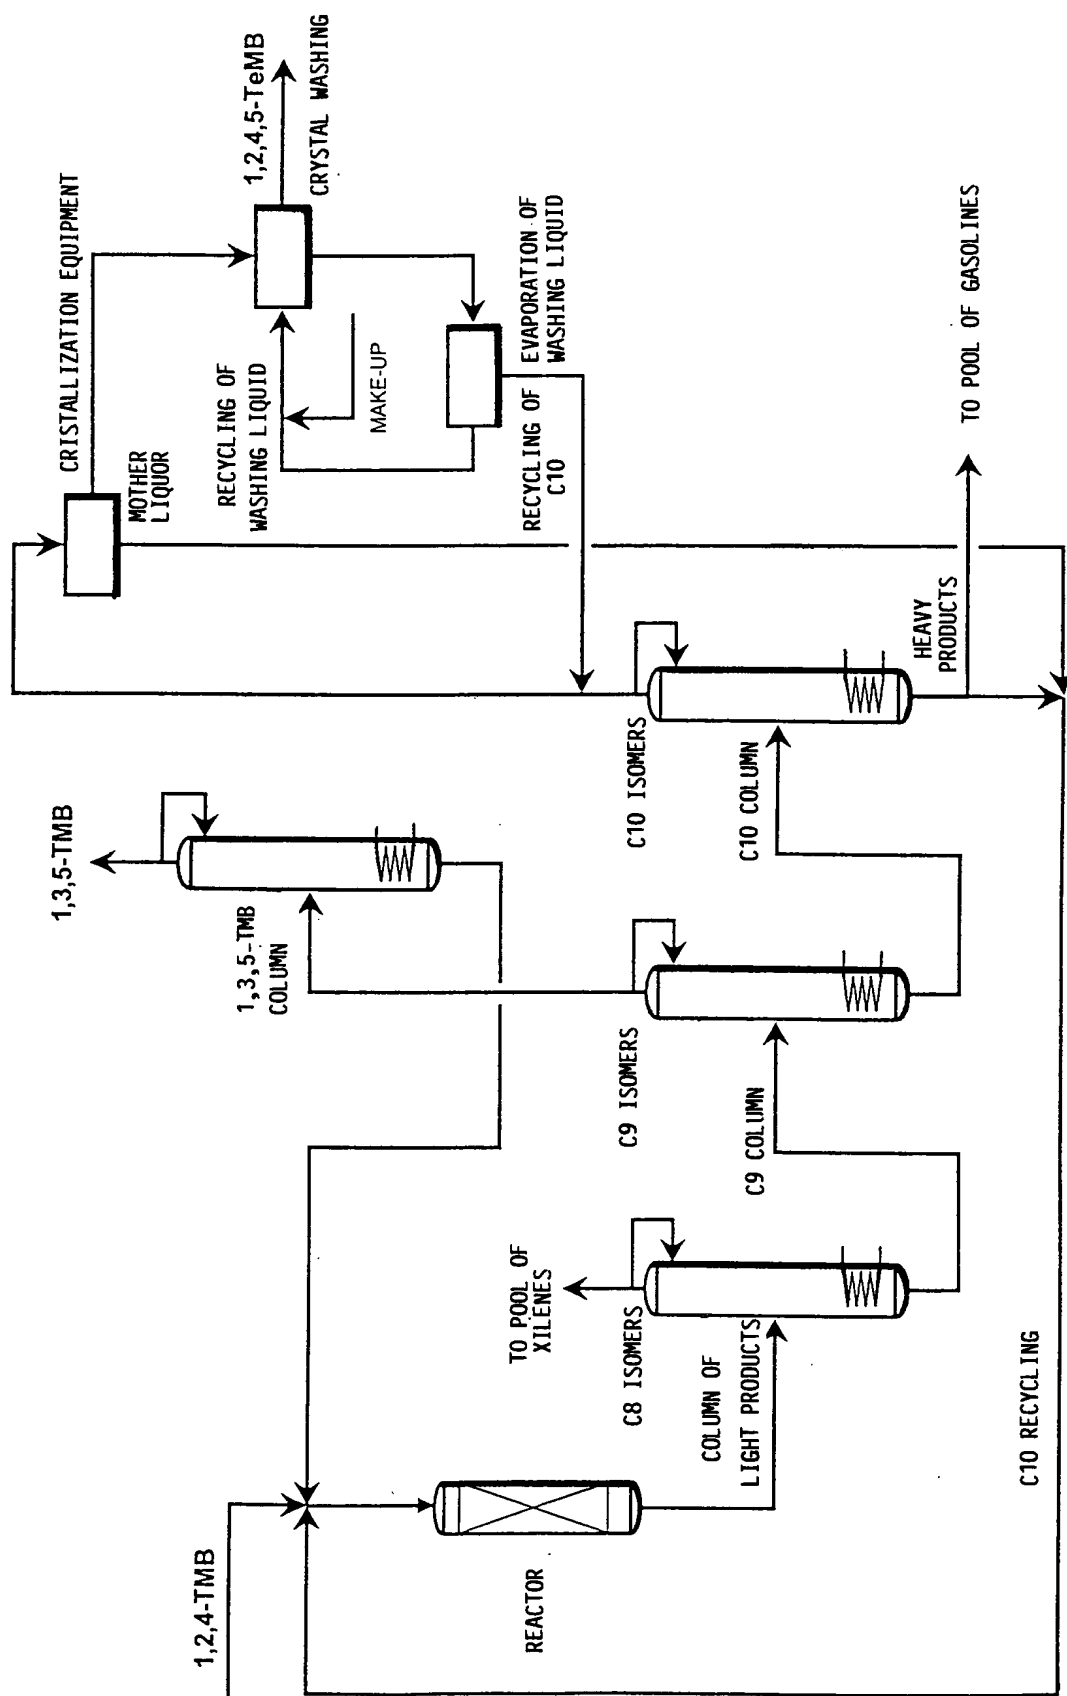 1,2,4-TMB
REACTOR
TO POOL OF
XILENES
C8 ISOMERS
COLUMN OF
LIGHT PRODUCTS
C9 ISOMERS
C9 COLUMN
1,3,5-TMB
1,3,5-TMB
COLUMN
C10 ISOMERS
C10 COLUMN
HEAVY
PRODUCTS
TO POOL OF GASOLINES
C10 RECYCLING
CRISTALLIZATION EQUIPMENT
MOTHER
LIQUOR
RECYCLING OF
WASHING LIQUID
MAKE-UP
1,2,4,5-TeMB
CRYSTAL WASHING
EVAPORATION OF
WASHING LIQUID
RECYCLING OF
C10